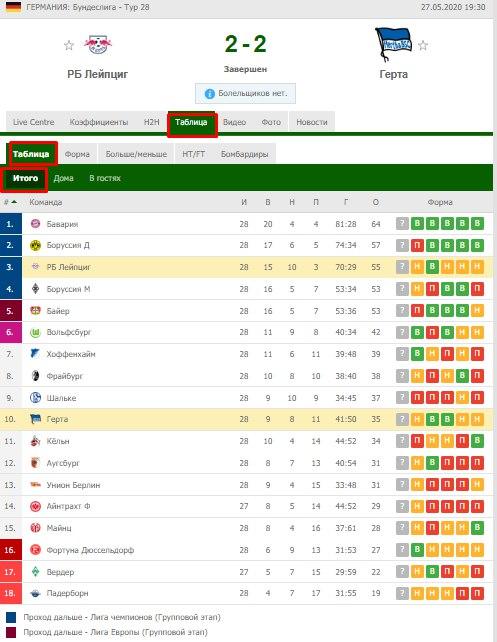 ГЕРМАНИЯ: Бундеслига - Тур 28 27.05.2020 19:30
2 - 2
Завершен
РБ Лейпциг Герта
Болельщиков нет.
Live Centre Коэффициенты H2H Таблица Видео Фото Новости
Таблица Форма Больше/меньше HT/FT Бомбардиры
Итого Дома В гостях
# Команда И В Н П Г О Форма
1. Бавария 28 20 4 4 81:28 64 ? В В В В В
2. Боруссия Д 28 17 6 5 74:34 57 ? П В В В В
3. РБ Лейпциг 28 15 10 3 70:29 55 ? Н В Н Н Н
4. Боруссия М 28 16 5 7 53:34 53 ? Н П В В П
5. Байер 28 16 5 7 53:36 53 ? П В В В Н
6. Вольфсбург 28 11 9 8 40:34 42 ? В П В Н Н
7. Хоффенхайм 28 11 6 11 39:48 39 ? В Н П Н П
8. Фрайбург 28 10 8 10 38:40 38 ? Н П Н В П
9. Шальке 28 9 10 9 34:45 37 ? П П П Н П
10. Герта 28 9 8 11 41:50 35 ? Н В В Н Н
11. Кёльн 28 10 4 14 44:52 34 ? П Н Н П В
12. Аугсбург 28 8 7 13 40:54 31 ? Н В П П П
13. Унион Берлин 28 9 4 15 33:48 31 ? Н П П П Н
14. Айнтрахт Ф 27 8 5 14 44:52 29 ? Н П П П П
15. Майнц 28 8 4 16 37:61 28 ? П Н П Н В
16. Фортуна Дюссельдорф 28 6 9 13 31:53 27 ? В Н Н Н Н
17. Вердер 27 5 7 15 29:59 22 ? Н В П Н П
18. Падерборн 28 4 7 17 31:55 19 ? Н Н Н П П
Проход дальше - Лига чемпионов (Групповой этап)
Проход дальше - Лига Европы (Групповой этап)